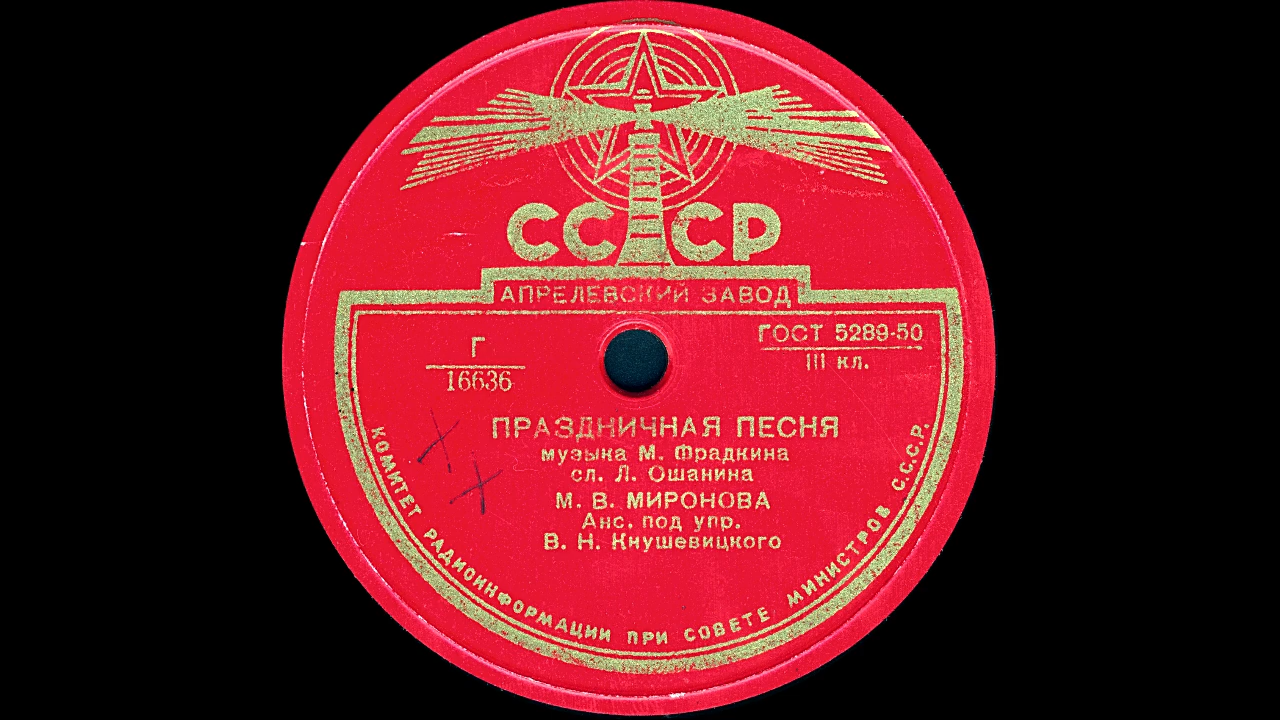 СССР
АПРЕЛЕВСКИЙ ЗАВОД
Г
16636
ГОСТ 5289-50
III кл.
ПРАЗДНИЧНАЯ ПЕСНЯ
музыка М. Фрадкина
сл. Л. Ошанина
М. В. МИРОНОВА
Анс. под упр.
В. Н. Кнушевицкого
КОМИТЕТ РАДИОИНФОРМАЦИИ ПРИ СОВЕТЕ МИНИСТРОВ С.С.С.Р.